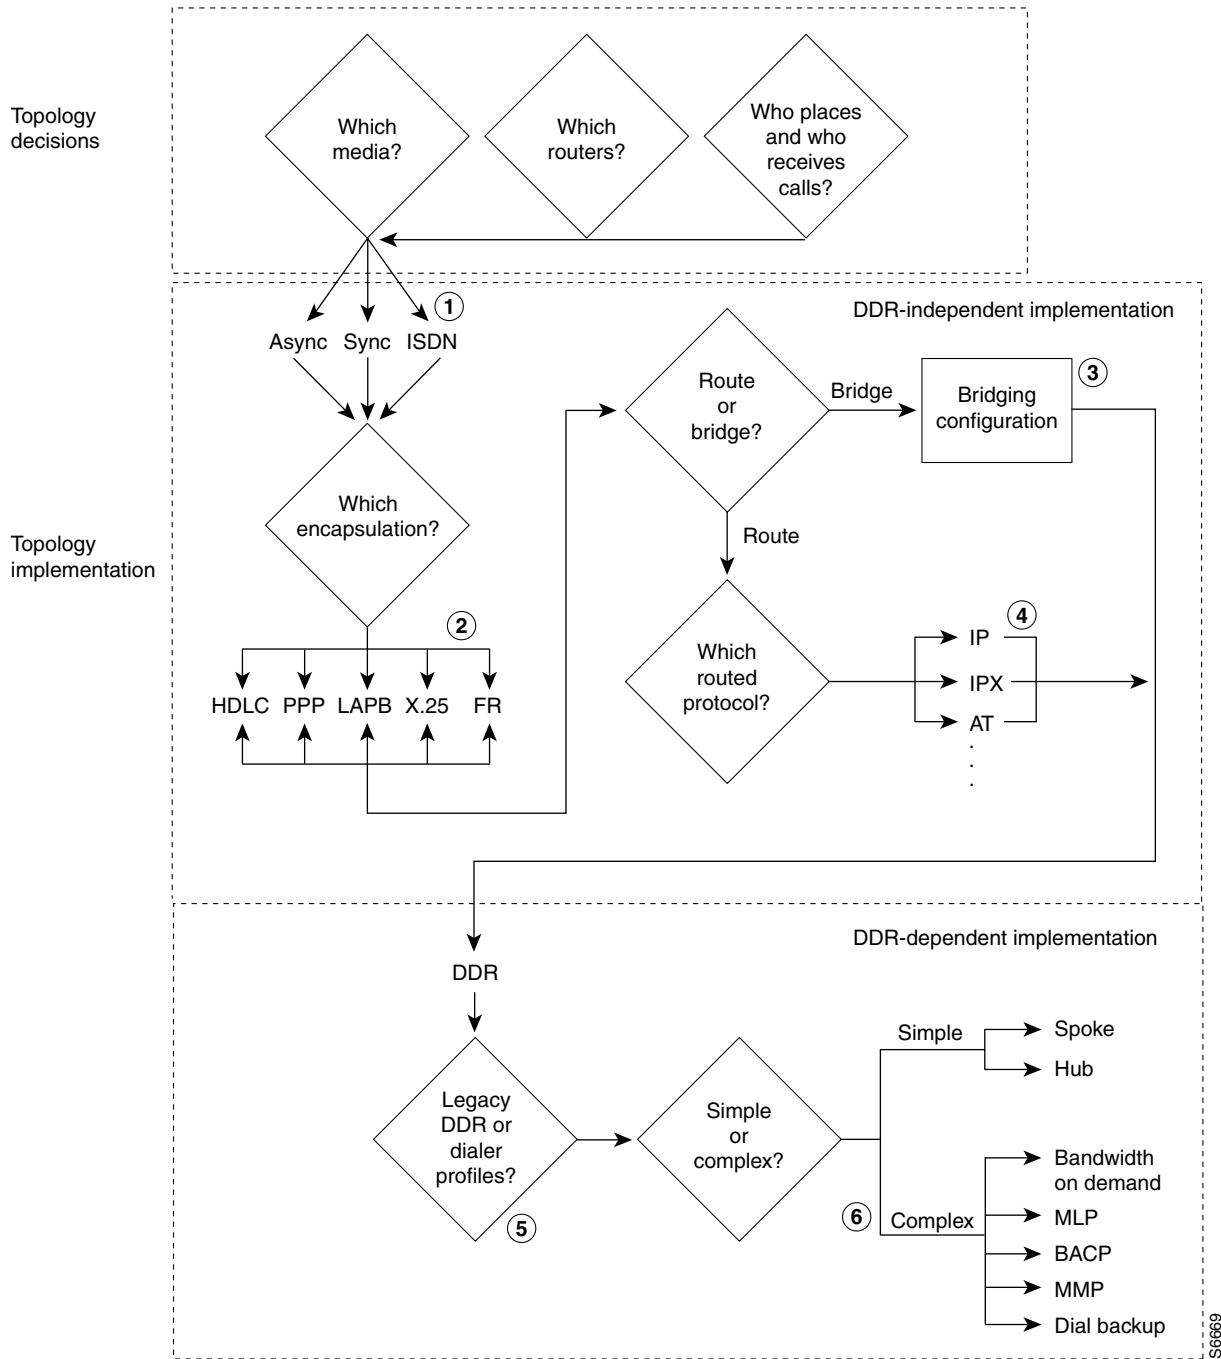 Topology
decisions
Which
media?
Which
routers?
Who places
and who
receives
calls?
Topology
implementation
DDR-independent implementation
1
Async Sync ISDN
Which
encapsulation?
2
HDLC PPP LAPB X.25 FR
Route
or
bridge?
Bridge
Bridging
configuration
3
Route
Which
routed
protocol?
4
IP
IPX
AT
.
.
.
DDR-dependent implementation
DDR
Legacy
DDR or
dialer
profiles?
5
Simple
or
complex?
6
Simple
Spoke
Hub
Complex
Bandwidth
on demand
MLP
BACP
MMP
Dial backup
S6669